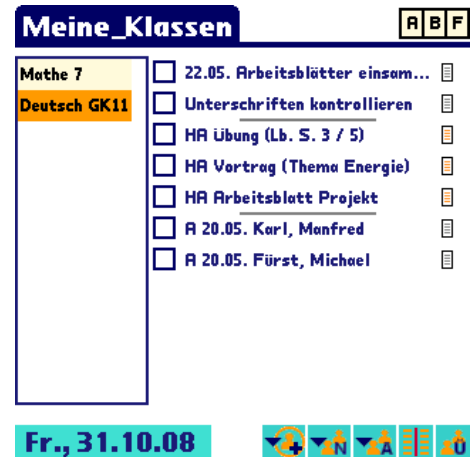 Meine_Klassen
A B F
Mathe 7
Deutsch GK11
22.05. Arbeitsblätter einsam...
Unterschriften kontrollieren
HA Übung (Lb. S. 3 / 5)
HA Vortrag (Thema Energie)
HA Arbeitsblatt Projekt
A 20.05. Karl, Manfred
A 20.05. Fürst, Michael
Fr., 31.10.08
N A Ü